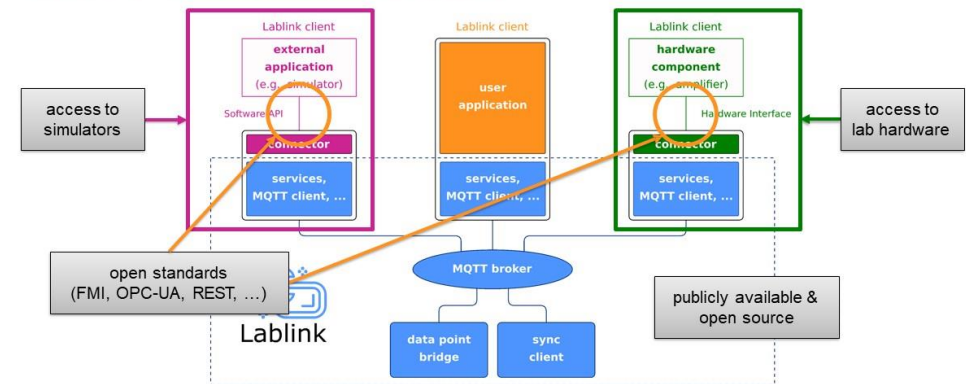 Lablink client
external
application
(e.g., simulator)
Software API
connector
services,
MQTT client, ...
Lablink client
user
application
services,
MQTT client, ...
Lablink client
hardware
component
(e.g., amplifier)
Hardware Interface
connector
services,
MQTT client, ...
access to
simulators
access to
lab hardware
MQTT broker
open standards
(FMI, OPC-UA, REST, …)
publicly available &
open source
Lablink
data point
bridge
sync
client